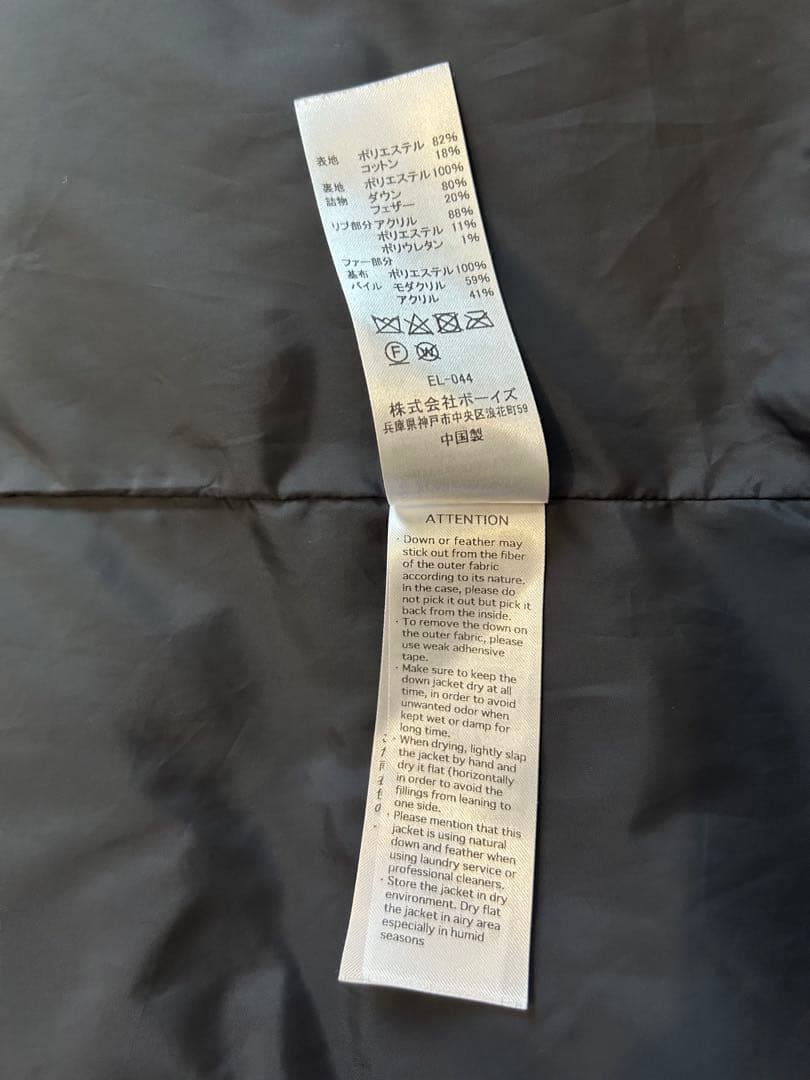 表地 ポリエステル 82%
コットン 18%
裏地 ポリエステル100%
詰物 ダウン 80%
フェザー 20%
リブ部分 アクリル 88%
ポリエステル 11%
ポリウレタン 1%
ファー部分
基布 ポリエステル100%
パイル モダクリル 59%
アクリル 41%
F W
EL-044
株式会社ボーイズ
兵庫県神戸市中央区浪花町59
中国製
ATTENTION
・Down or feather may
stick out from the fiber
of the outer fabric
according to its nature.
In the case, please do
not pick it out but pick it
back from the inside.
・To remove the down on
the outer fabric, please
use weak adhensive
tape.
・Make sure to keep the
down jacket dry at all
time, in order to avoid
unwanted odor when
kept wet or damp for
long time.
・When drying, lightly slap
the jacket by hand and
dry it flat (horizontally
in order to avoid the
fillings from leaning to
one side.
・Please mention that this
jacket is using natural
down and feather when
using laundry service or
professional cleaners.
・Store the jacket in dry
environment. Dry flat
the jacket in airy area
especially in humid
seasons